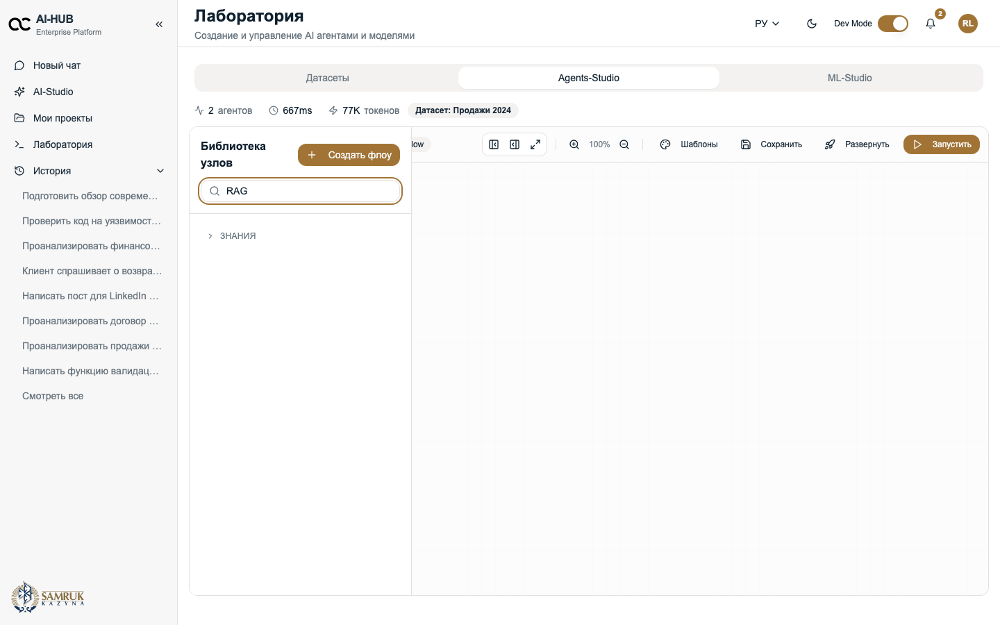 AI-HUB
Enterprise Platform
Новый чат
AI-Studio
Мои проекты
Лаборатория
История
Подготовить обзор совреме...
Проверить код на уязвимост...
Проанализировать финансо...
Клиент спрашивает о возвра...
Написать пост для LinkedIn ...
Проанализировать договор ...
Проанализировать продажи ...
Написать функцию валидац...
Смотреть все
SAMRUK
KAZYNA
Лаборатория
Создание и управление AI агентами и моделями
РУ
Dev Mode
2
RL
Датасеты
Agents-Studio
ML-Studio
2 агентов
667ms
77K токенов
Датасет: Продажи 2024
Библиотека
узлов
Создать флоу
RAG
ЗНАНИЯ
low
100%
Шаблоны
Сохранить
Развернуть
Запустить